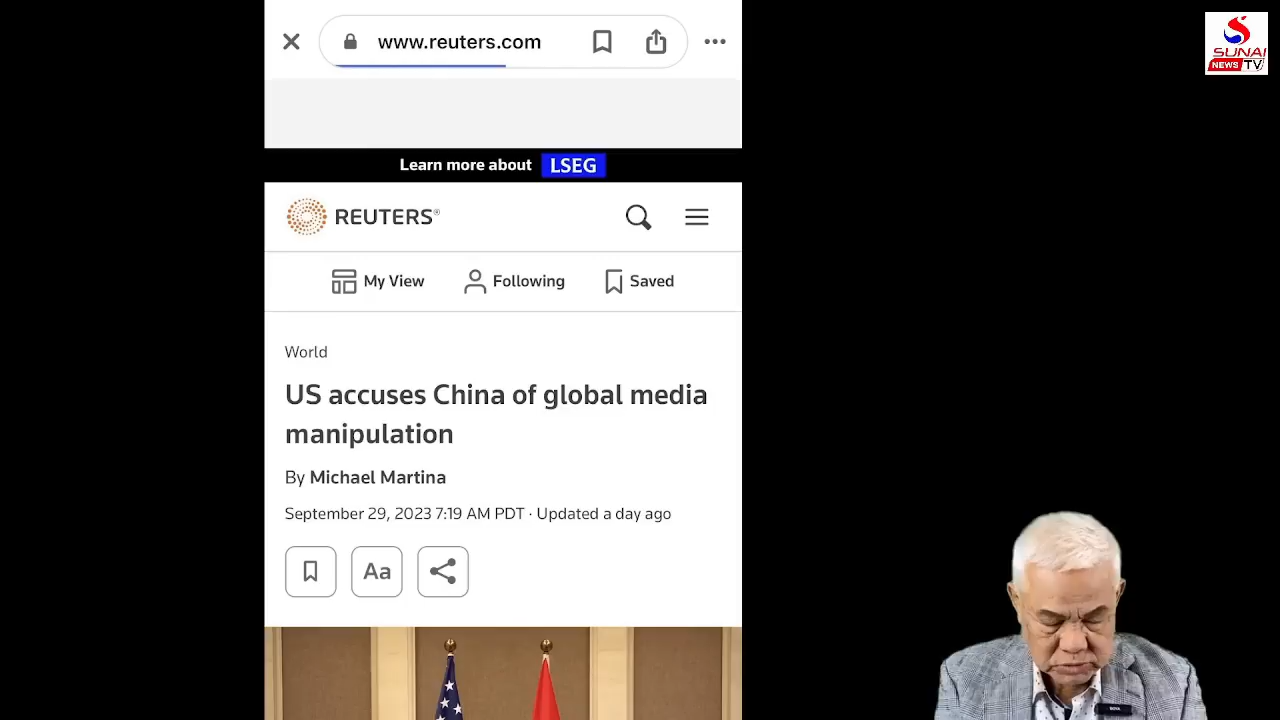 www.reuters.com
SUNAI
NEWS TV
Learn more about LSEG
REUTERS®
My View Following Saved
World
US accuses China of global media
manipulation
By Michael Martina
September 29, 2023 7:19 AM PDT · Updated a day ago
Aa
BOYA